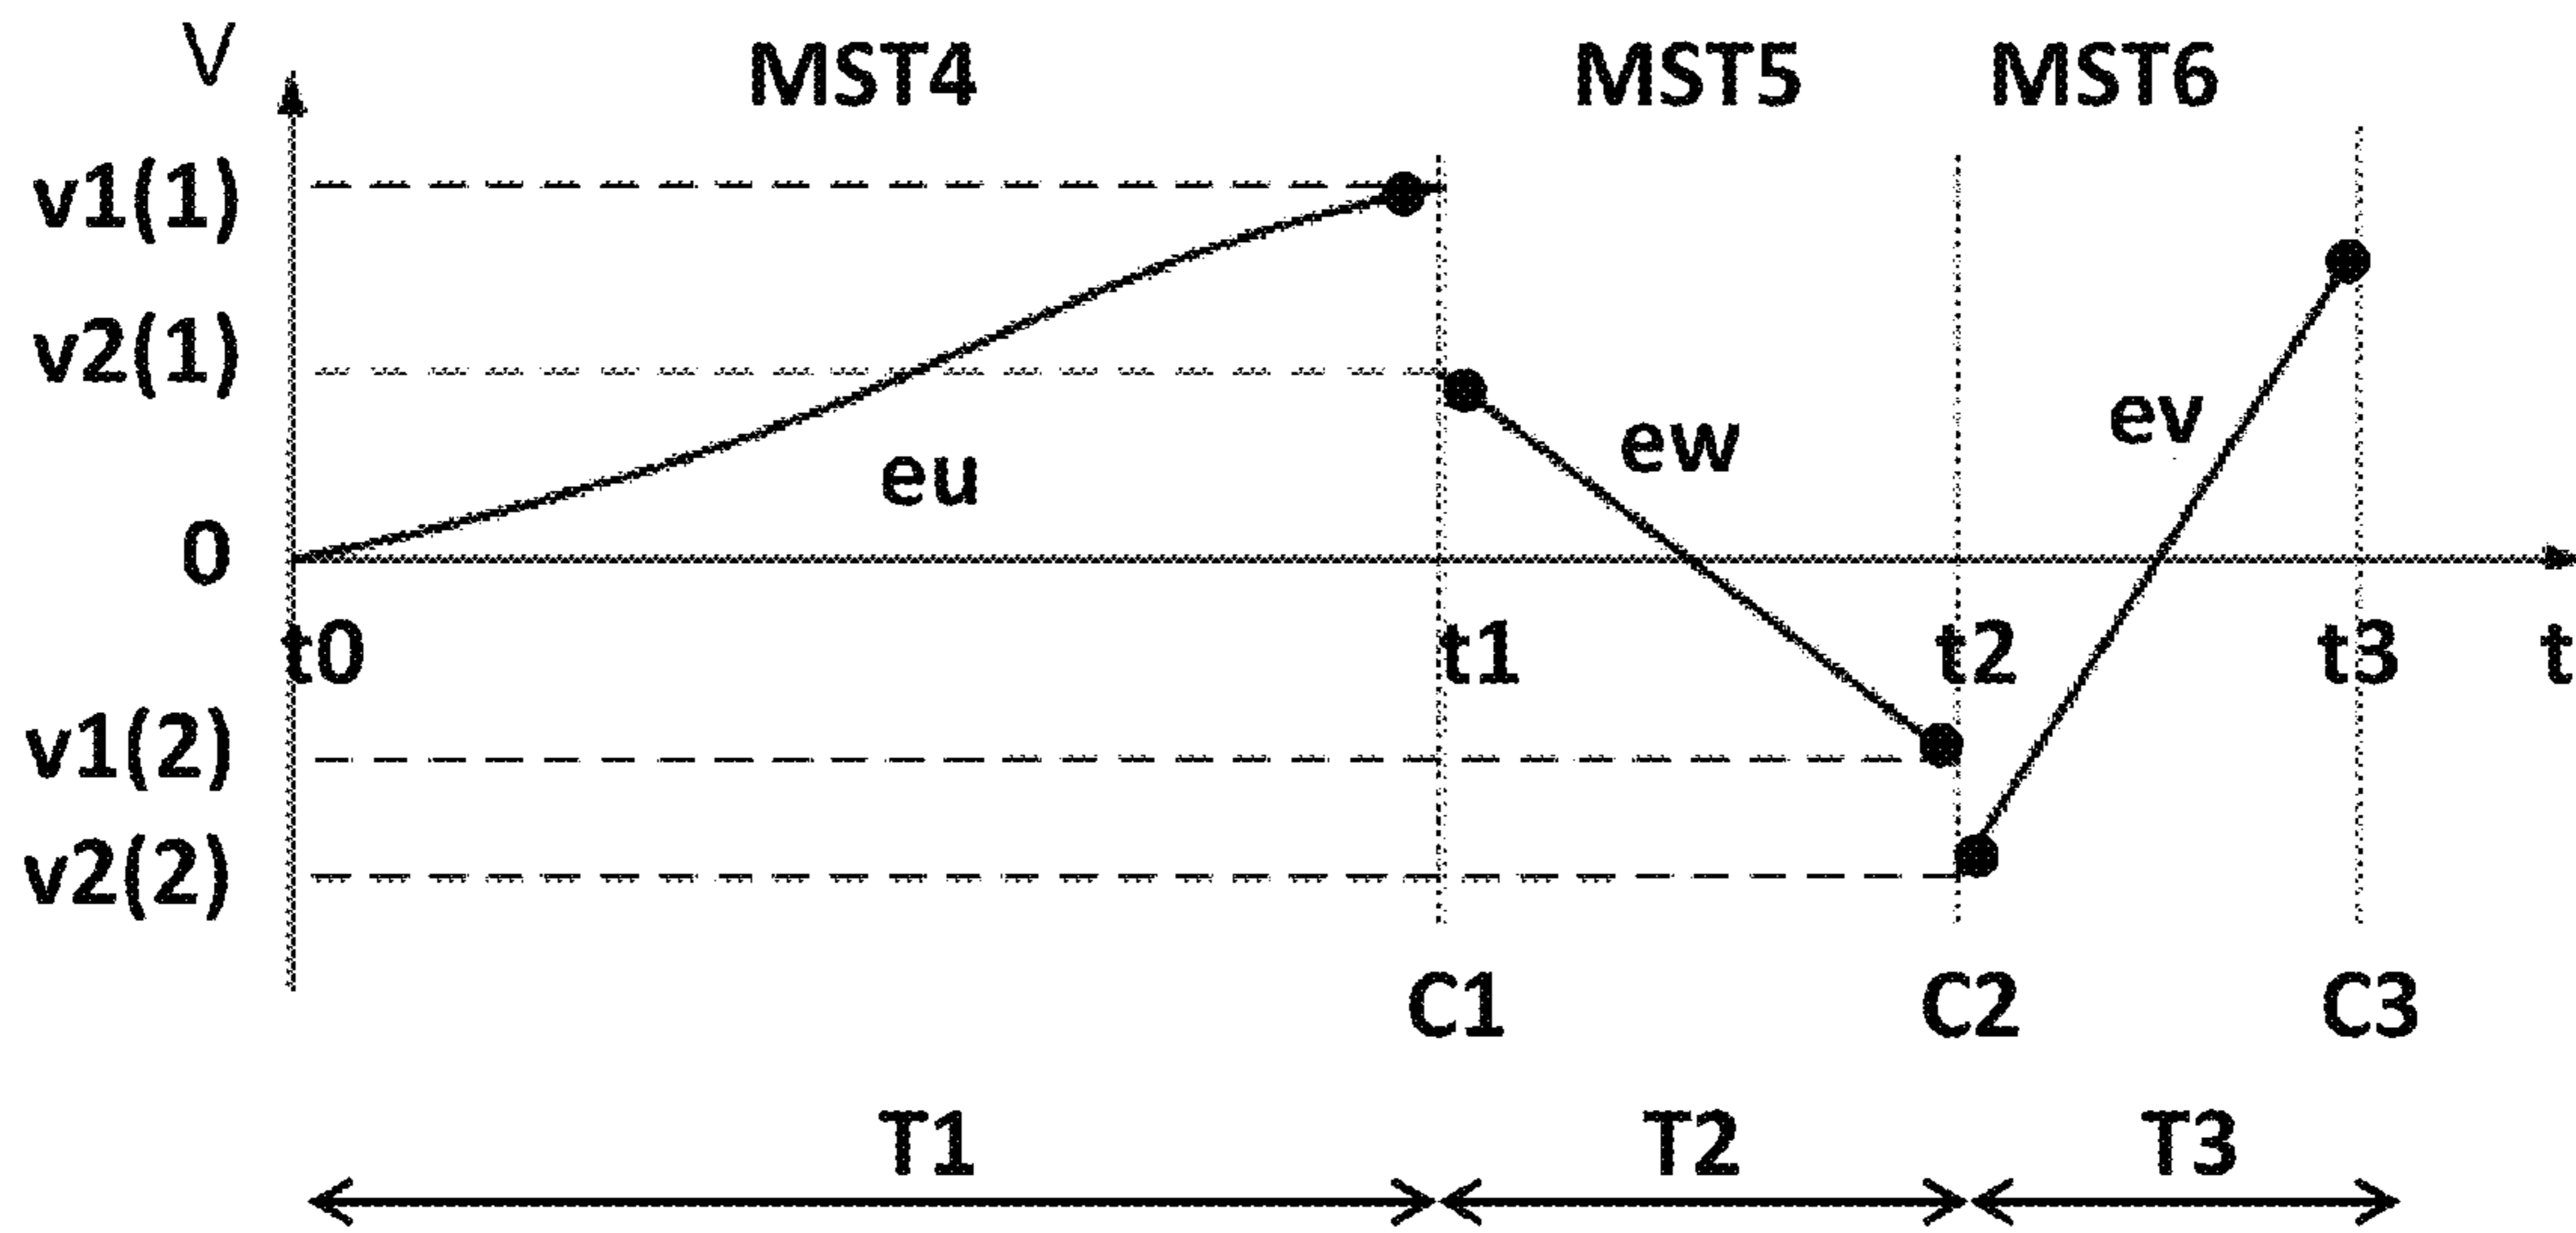 V MST4 MST5 MST6
v1(1)
v2(1)
eu ew ev
0
t0 t1 t2 t3 t
v1(2)
v2(2)
C1 C2 C3
T1 T2 T3